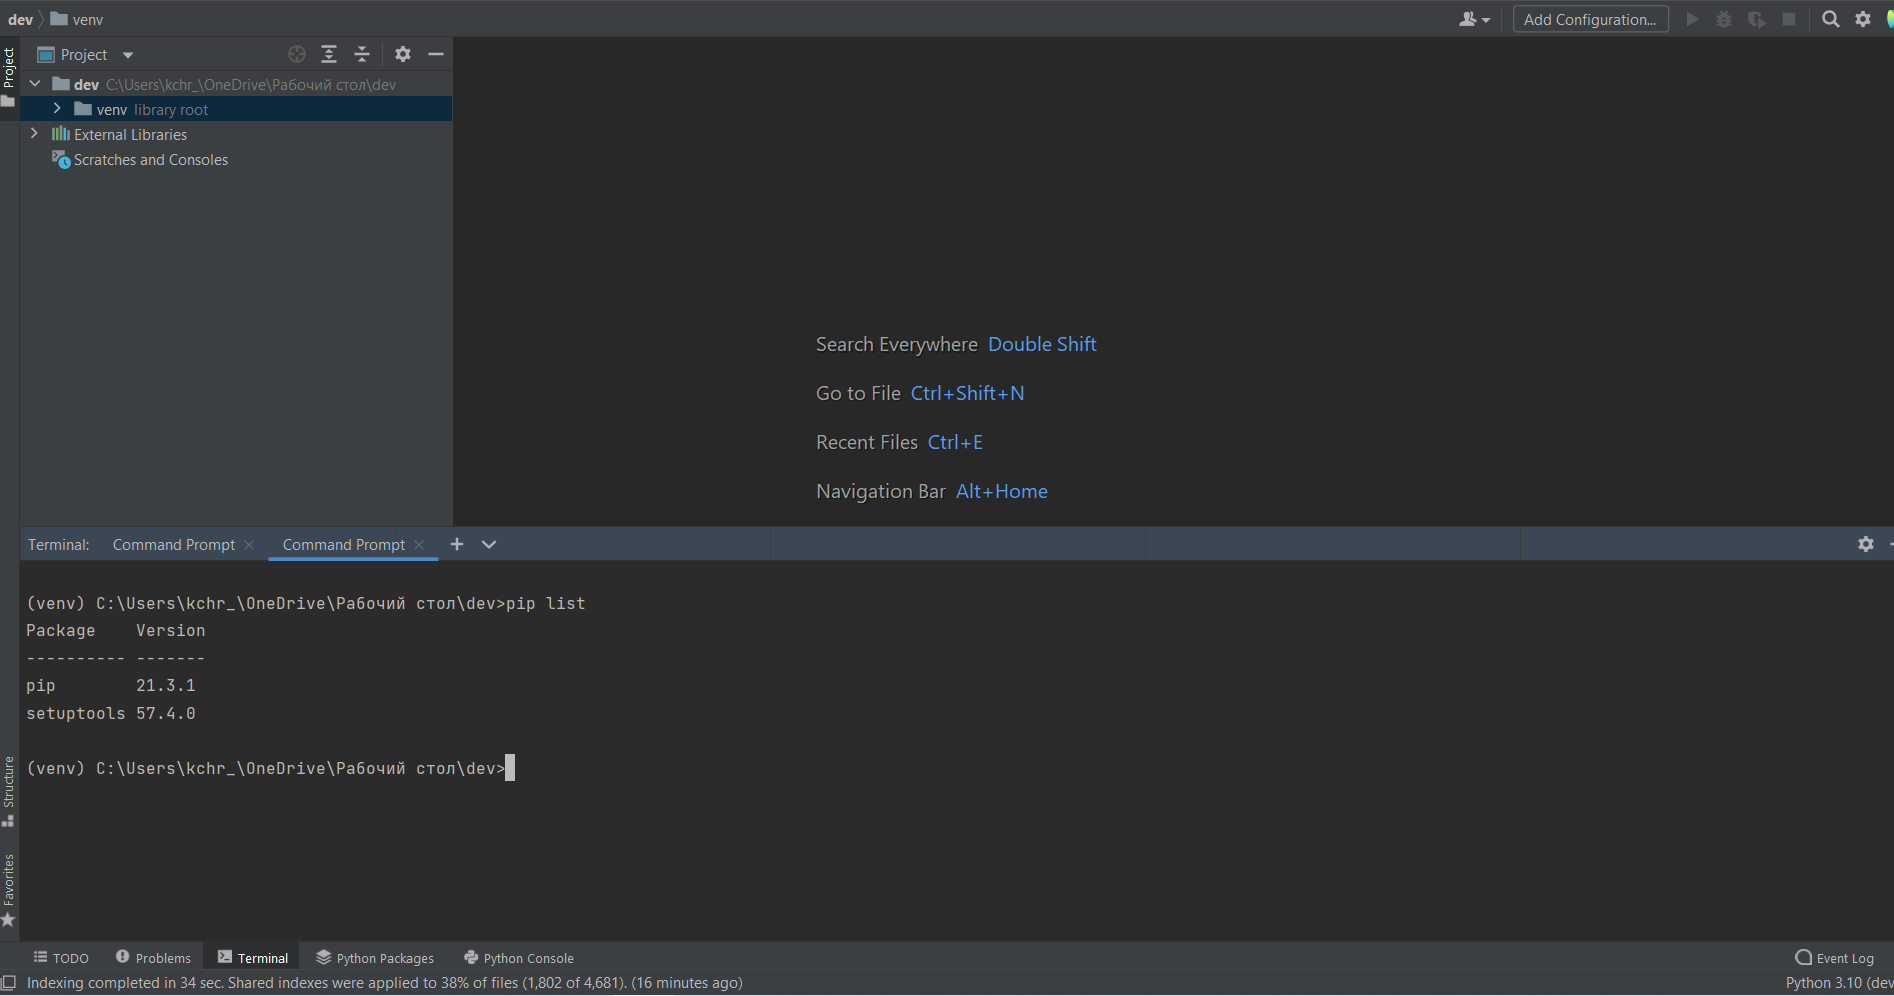 dev venv
Add Configuration...
Project
Project
dev C:\Users\kchr_\OneDrive\Рабочий стол\dev
venv library root
External Libraries
Scratches and Consoles
Search Everywhere Double Shift
Go to File Ctrl+Shift+N
Recent Files Ctrl+E
Navigation Bar Alt+Home
Terminal: Command Prompt Command Prompt
(venv) C:\Users\kchr_\OneDrive\Рабочий стол\dev>pip list
Package    Version
---------- -------
pip        21.3.1
setuptools 57.4.0
(venv) C:\Users\kchr_\OneDrive\Рабочий стол\dev>
Structure
Favorites
TODO Problems Terminal Python Packages Python Console Event Log
Indexing completed in 34 sec. Shared indexes were applied to 38% of files (1,802 of 4,681). (16 minutes ago) Python 3.10 (dev